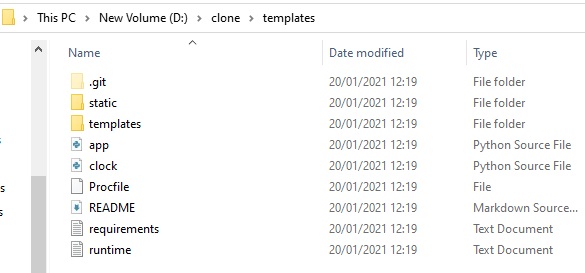 This PC > New Volume (D:) > clone > templates
Name Date modified Type
.git 20/01/2021 12:19 File folder
static 20/01/2021 12:19 File folder
templates 20/01/2021 12:19 File folder
app 20/01/2021 12:19 Python Source File
clock 20/01/2021 12:19 Python Source File
Procfile 20/01/2021 12:19 File
README 20/01/2021 12:19 Markdown Source...
requirements 20/01/2021 12:19 Text Document
runtime 20/01/2021 12:19 Text Document